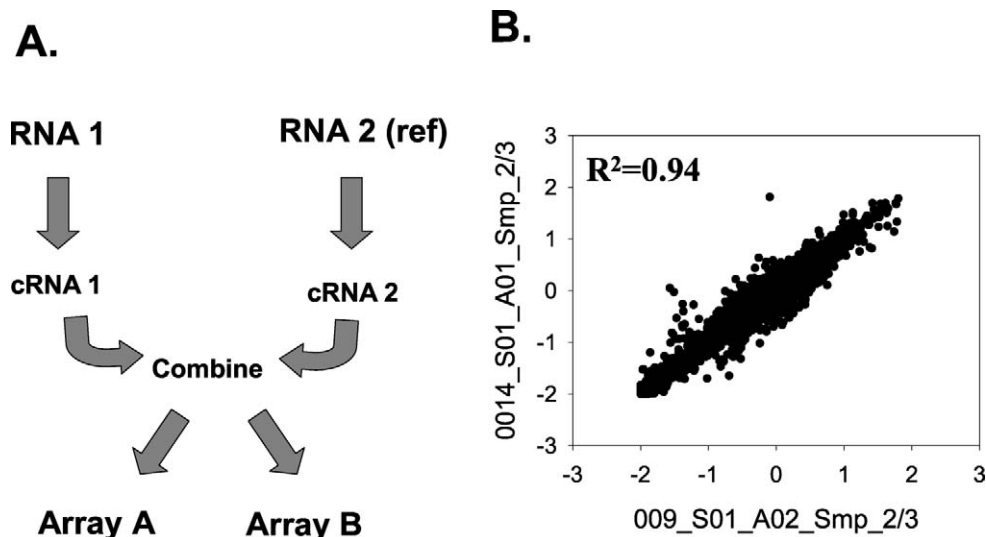 A.
RNA 1
RNA 2 (ref)
cRNA 1
cRNA 2
Combine
Array A
Array B
B.
R²=0.94
0014_S01_A01_Smp_2/3
3
2
1
0
-1
-2
-3
-3 -2 -1 0 1 2 3
009_S01_A02_Smp_2/3